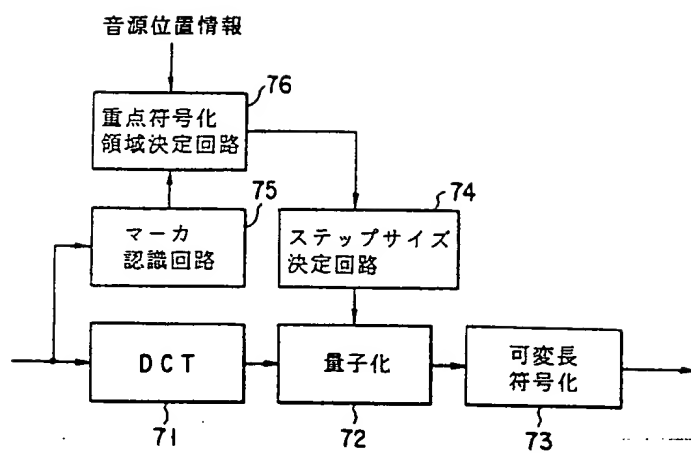 音源位置情報
76
重点符号化
領域決定回路
75
74
マーカ
認識回路
ステップサイズ
決定回路
DCT
量子化
可変長
符号化
71
72
73